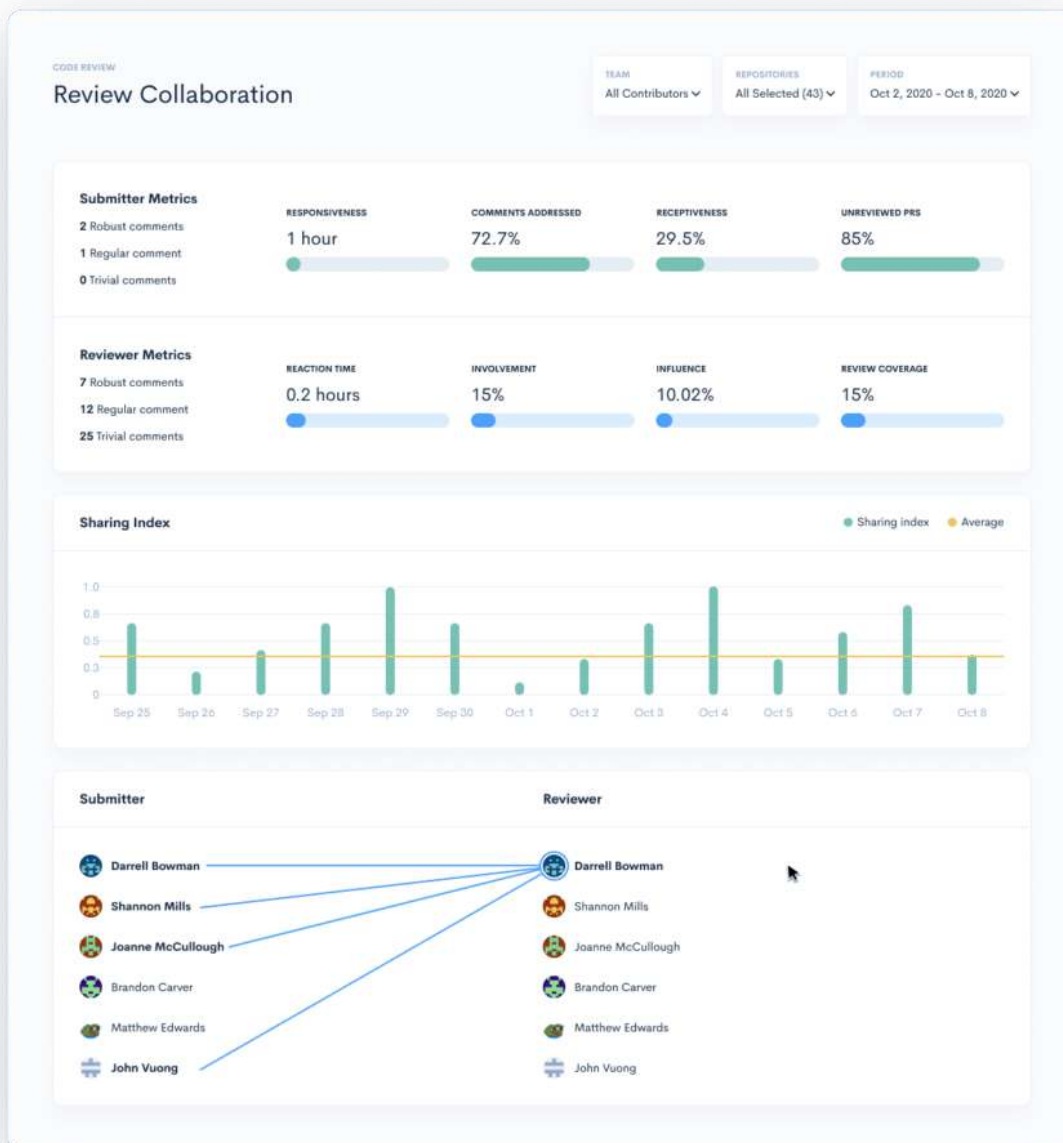 CODE REVIEW
Review Collaboration
TEAM
All Contributors
REPOSITORIES
All Selected (43)
PERIOD
Oct 2, 2020 - Oct 8, 2020
Submitter Metrics
2 Robust comments
1 Regular comment
0 Trivial comments
RESPONSIVENESS
1 hour
COMMENTS ADDRESSED
72.7%
RECEPTIVENESS
29.5%
UNREVIEWED PRS
85%
Reviewer Metrics
7 Robust comments
12 Regular comment
25 Trivial comments
REACTION TIME
0.2 hours
INVOLVEMENT
15%
INFLUENCE
10.02%
REVIEW COVERAGE
15%
Sharing Index
Sharing index Average
1.0
0.8
0.5
0.3
0
Sep 25 Sep 26 Sep 27 Sep 28 Sep 29 Sep 30 Oct 1 Oct 2 Oct 3 Oct 4 Oct 5 Oct 6 Oct 7 Oct 8
Submitter
Darrell Bowman
Shannon Mills
Joanne McCullough
Brandon Carver
Matthew Edwards
John Vuong
Reviewer
Darrell Bowman
Shannon Mills
Joanne McCullough
Brandon Carver
Matthew Edwards
John Vuong